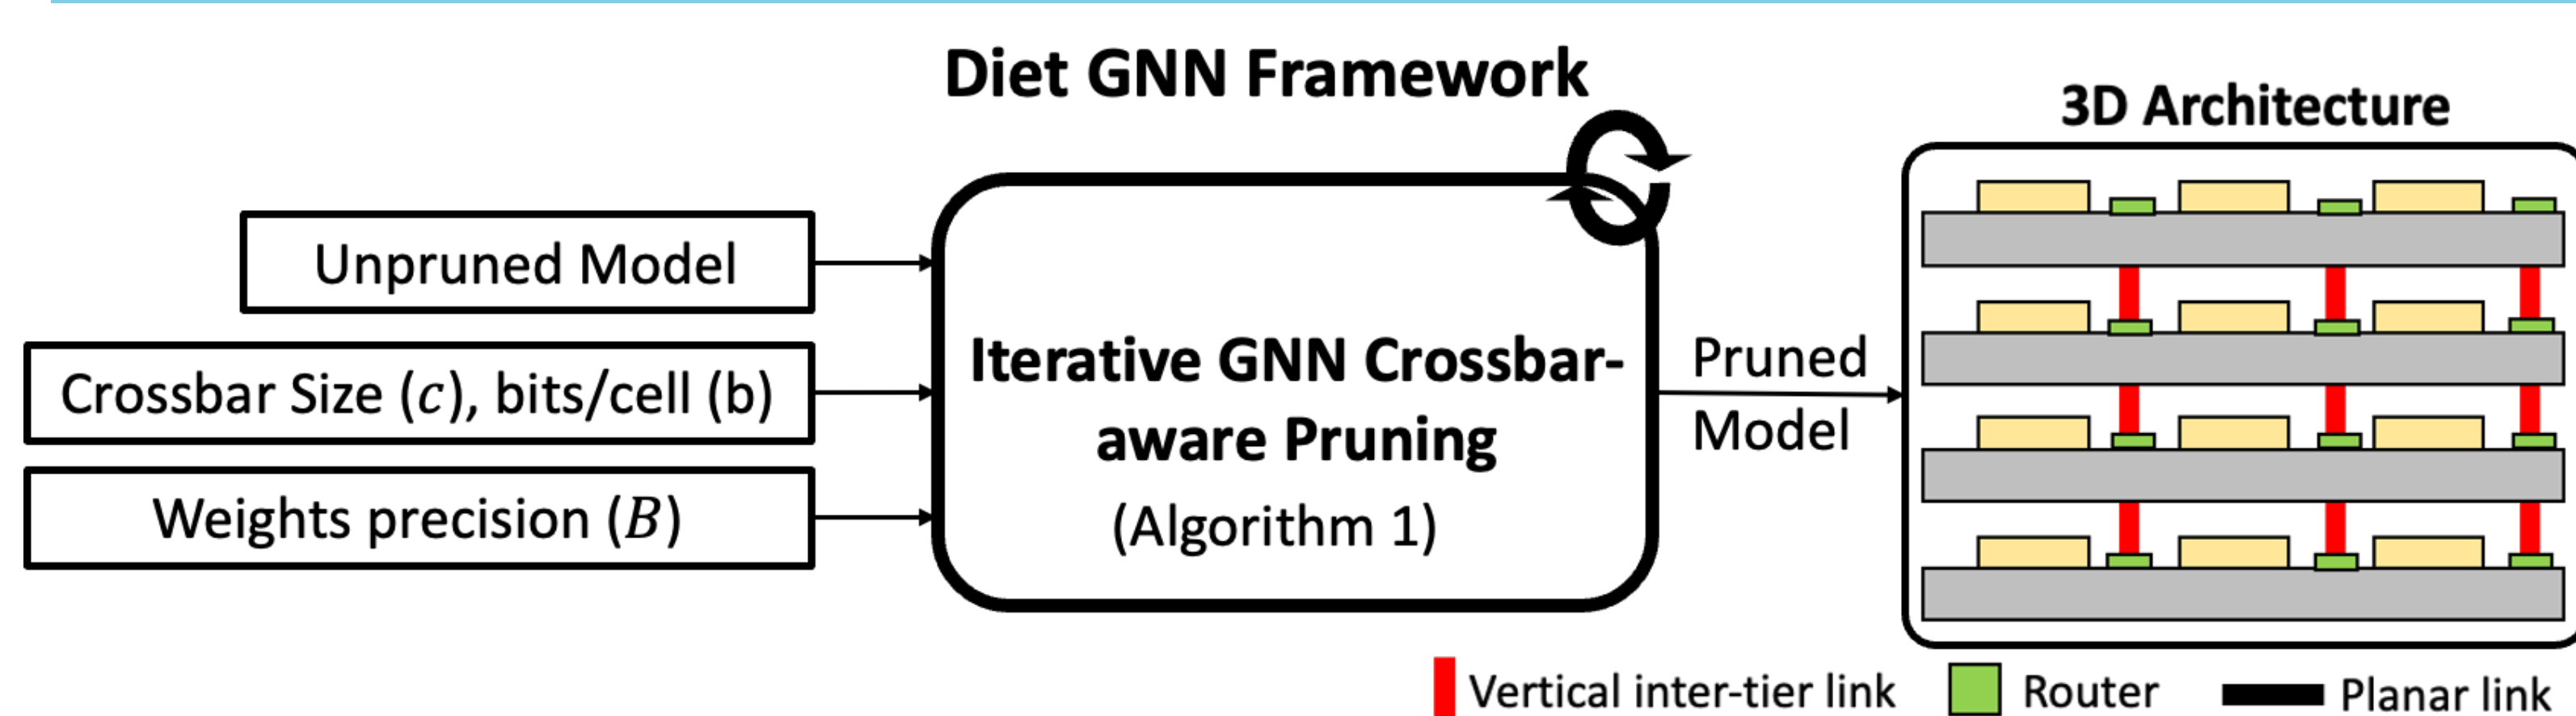 Diet GNN Framework
3D Architecture
Unpruned Model
Crossbar Size (c), bits/cell (b)
Weights precision (B)
Iterative GNN Crossbar-
aware Pruning
(Algorithm 1)
Pruned
Model
Vertical inter-tier link
Router
Planar link